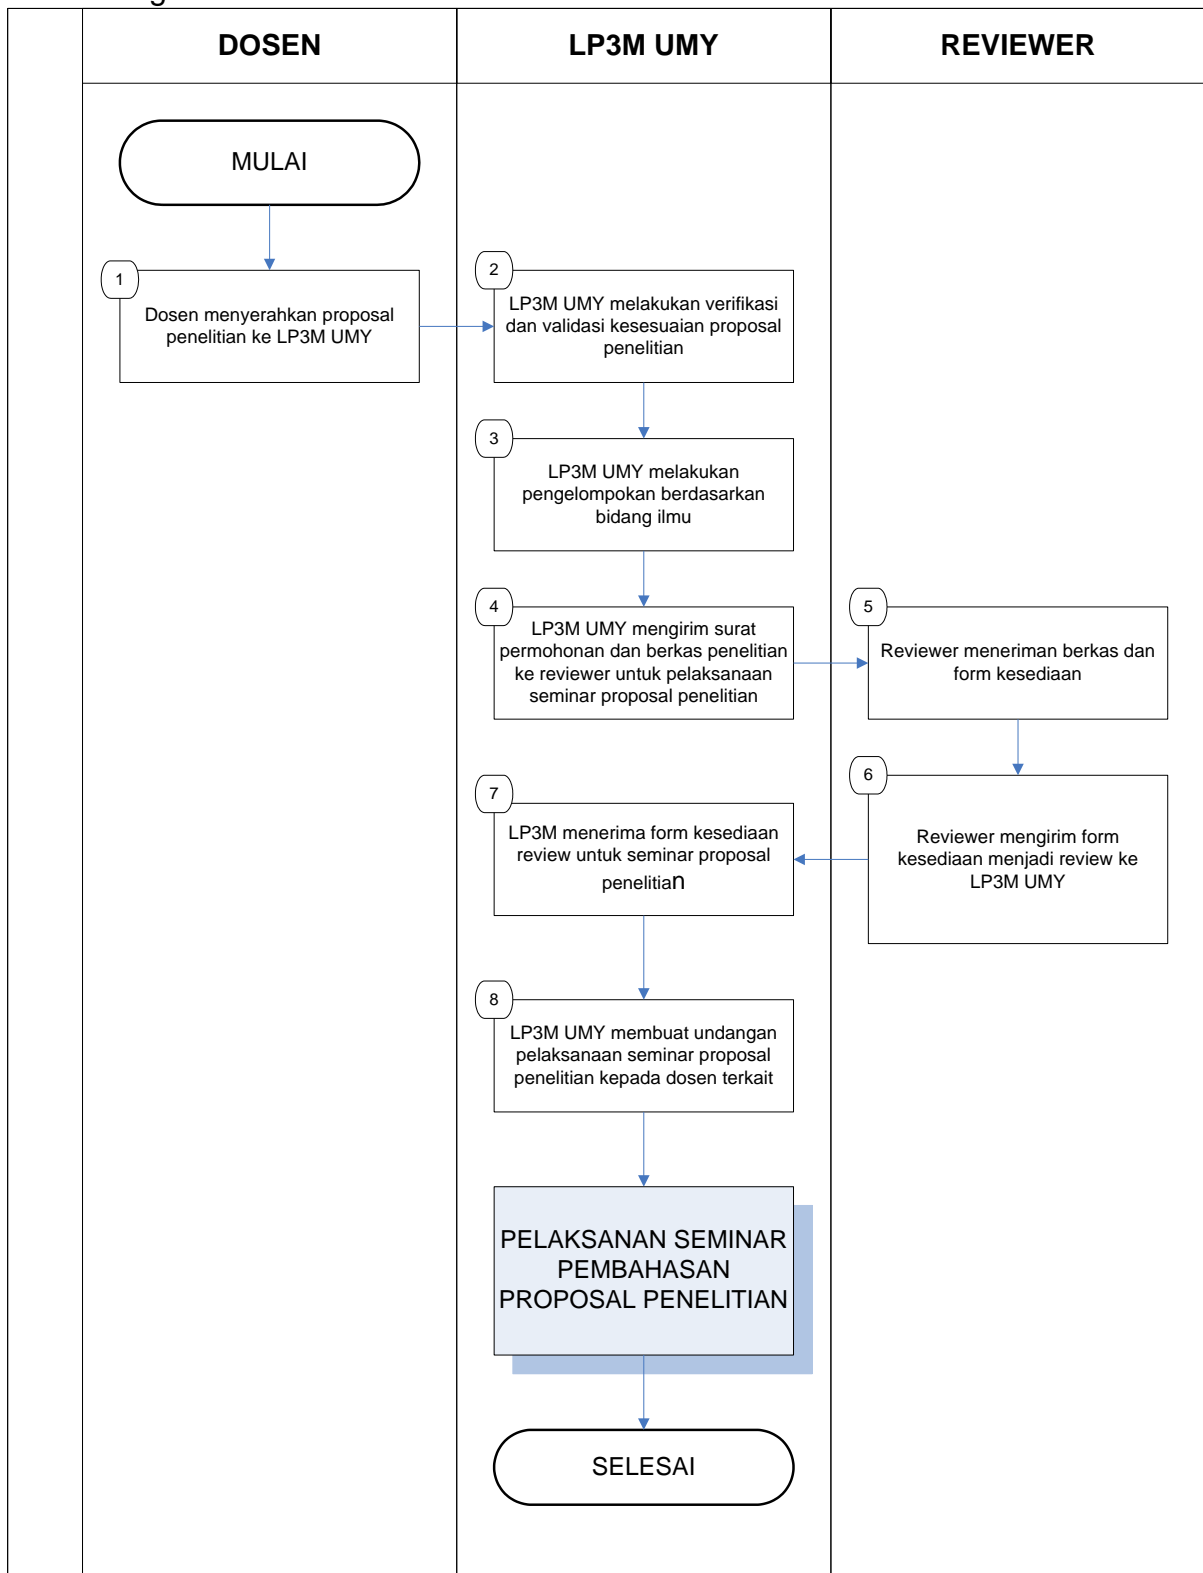 DOSEN
LP3M UMY
REVIEWER
MULAI
1
Dosen menyerahkan proposal
penelitian ke LP3M UMY
2
LP3M UMY melakukan verifikasi
dan validasi kesesuaian proposal
penelitian
3
LP3M UMY melakukan
pengelompokan berdasarkan
bidang ilmu
4
LP3M UMY mengirim surat
permohonan dan berkas penelitian
ke reviewer untuk pelaksanaan
seminar proposal penelitian
5
Reviewer meneriman berkas dan
form kesediaan
6
Reviewer mengirim form
kesediaan menjadi review ke
LP3M UMY
7
LP3M menerima form kesediaan
review untuk seminar proposal
penelitian
8
LP3M UMY membuat undangan
pelaksanaan seminar proposal
penelitian kepada dosen terkait
PELAKSANAN SEMINAR
PEMBAHASAN
PROPOSAL PENELITIAN
SELESAI